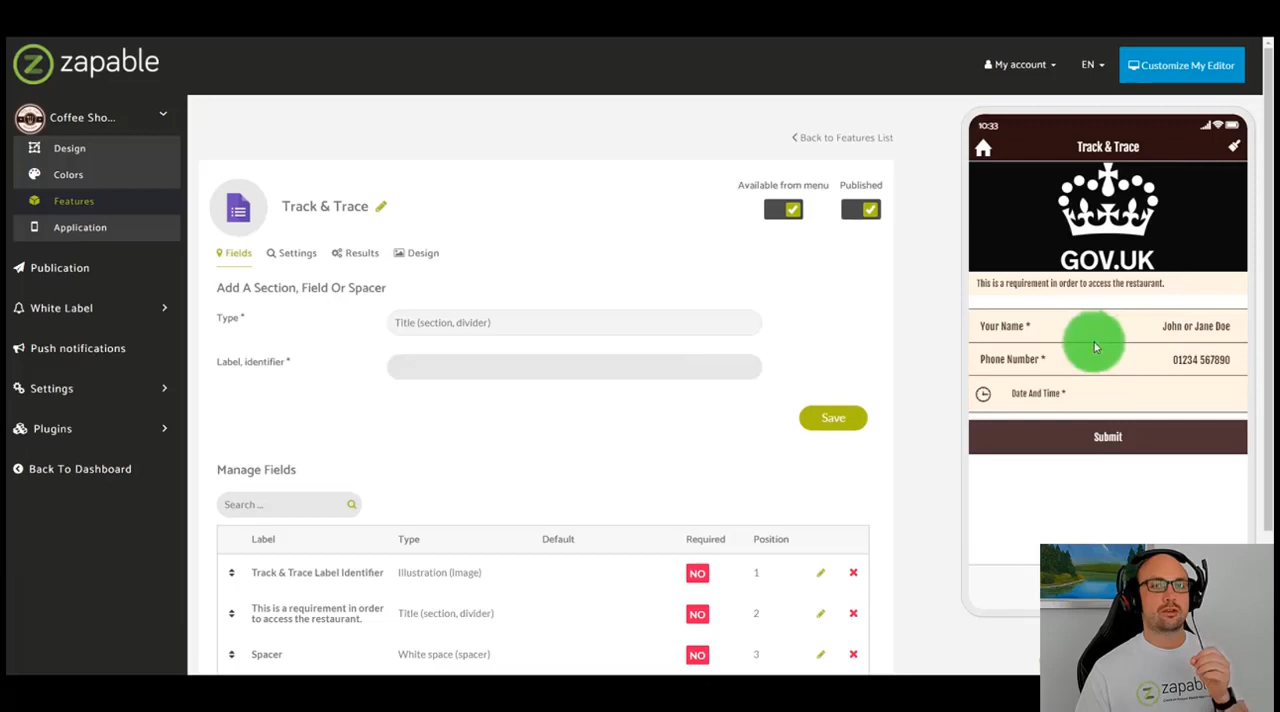 zapable
My account
EN
Customize My Editor
Coffee Sho...
Design
Colors
Features
Application
Publication
White Label
Push notifications
Settings
Plugins
Back To Dashboard
Back to Features List
Track & Trace
Available from menu
Published
Fields
Settings
Results
Design
Add A Section, Field Or Spacer
Type *
Title (section, divider)
Label, identifier *
Save
Manage Fields
Search ...
Label
Type
Default
Required
Position
Track & Trace Label Identifier
Illustration (image)
NO
1
This is a requirement in order
to access the restaurant.
Title (section, divider)
NO
2
Spacer
White space (spacer)
NO
3
10:33
Track & Trace
GOV.UK
This is a requirement in order to access the restaurant.
Your Name *
John or Jane Doe
Phone Number *
01234 567890
Date And Time *
Submit
zapabl